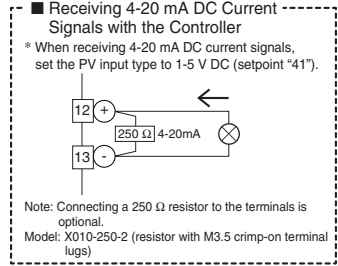 ■ Receiving 4-20 mA DC Current
Signals with the Controller
* When receiving 4-20 mA DC current signals,
set the PV input type to 1-5 V DC (setpoint "41").
12 +
250 Ω 4-20mA
13 -
Note: Connecting a 250 Ω resistor to the terminals is
optional.
Model: X010-250-2 (resistor with M3.5 crimp-on terminal
lugs)